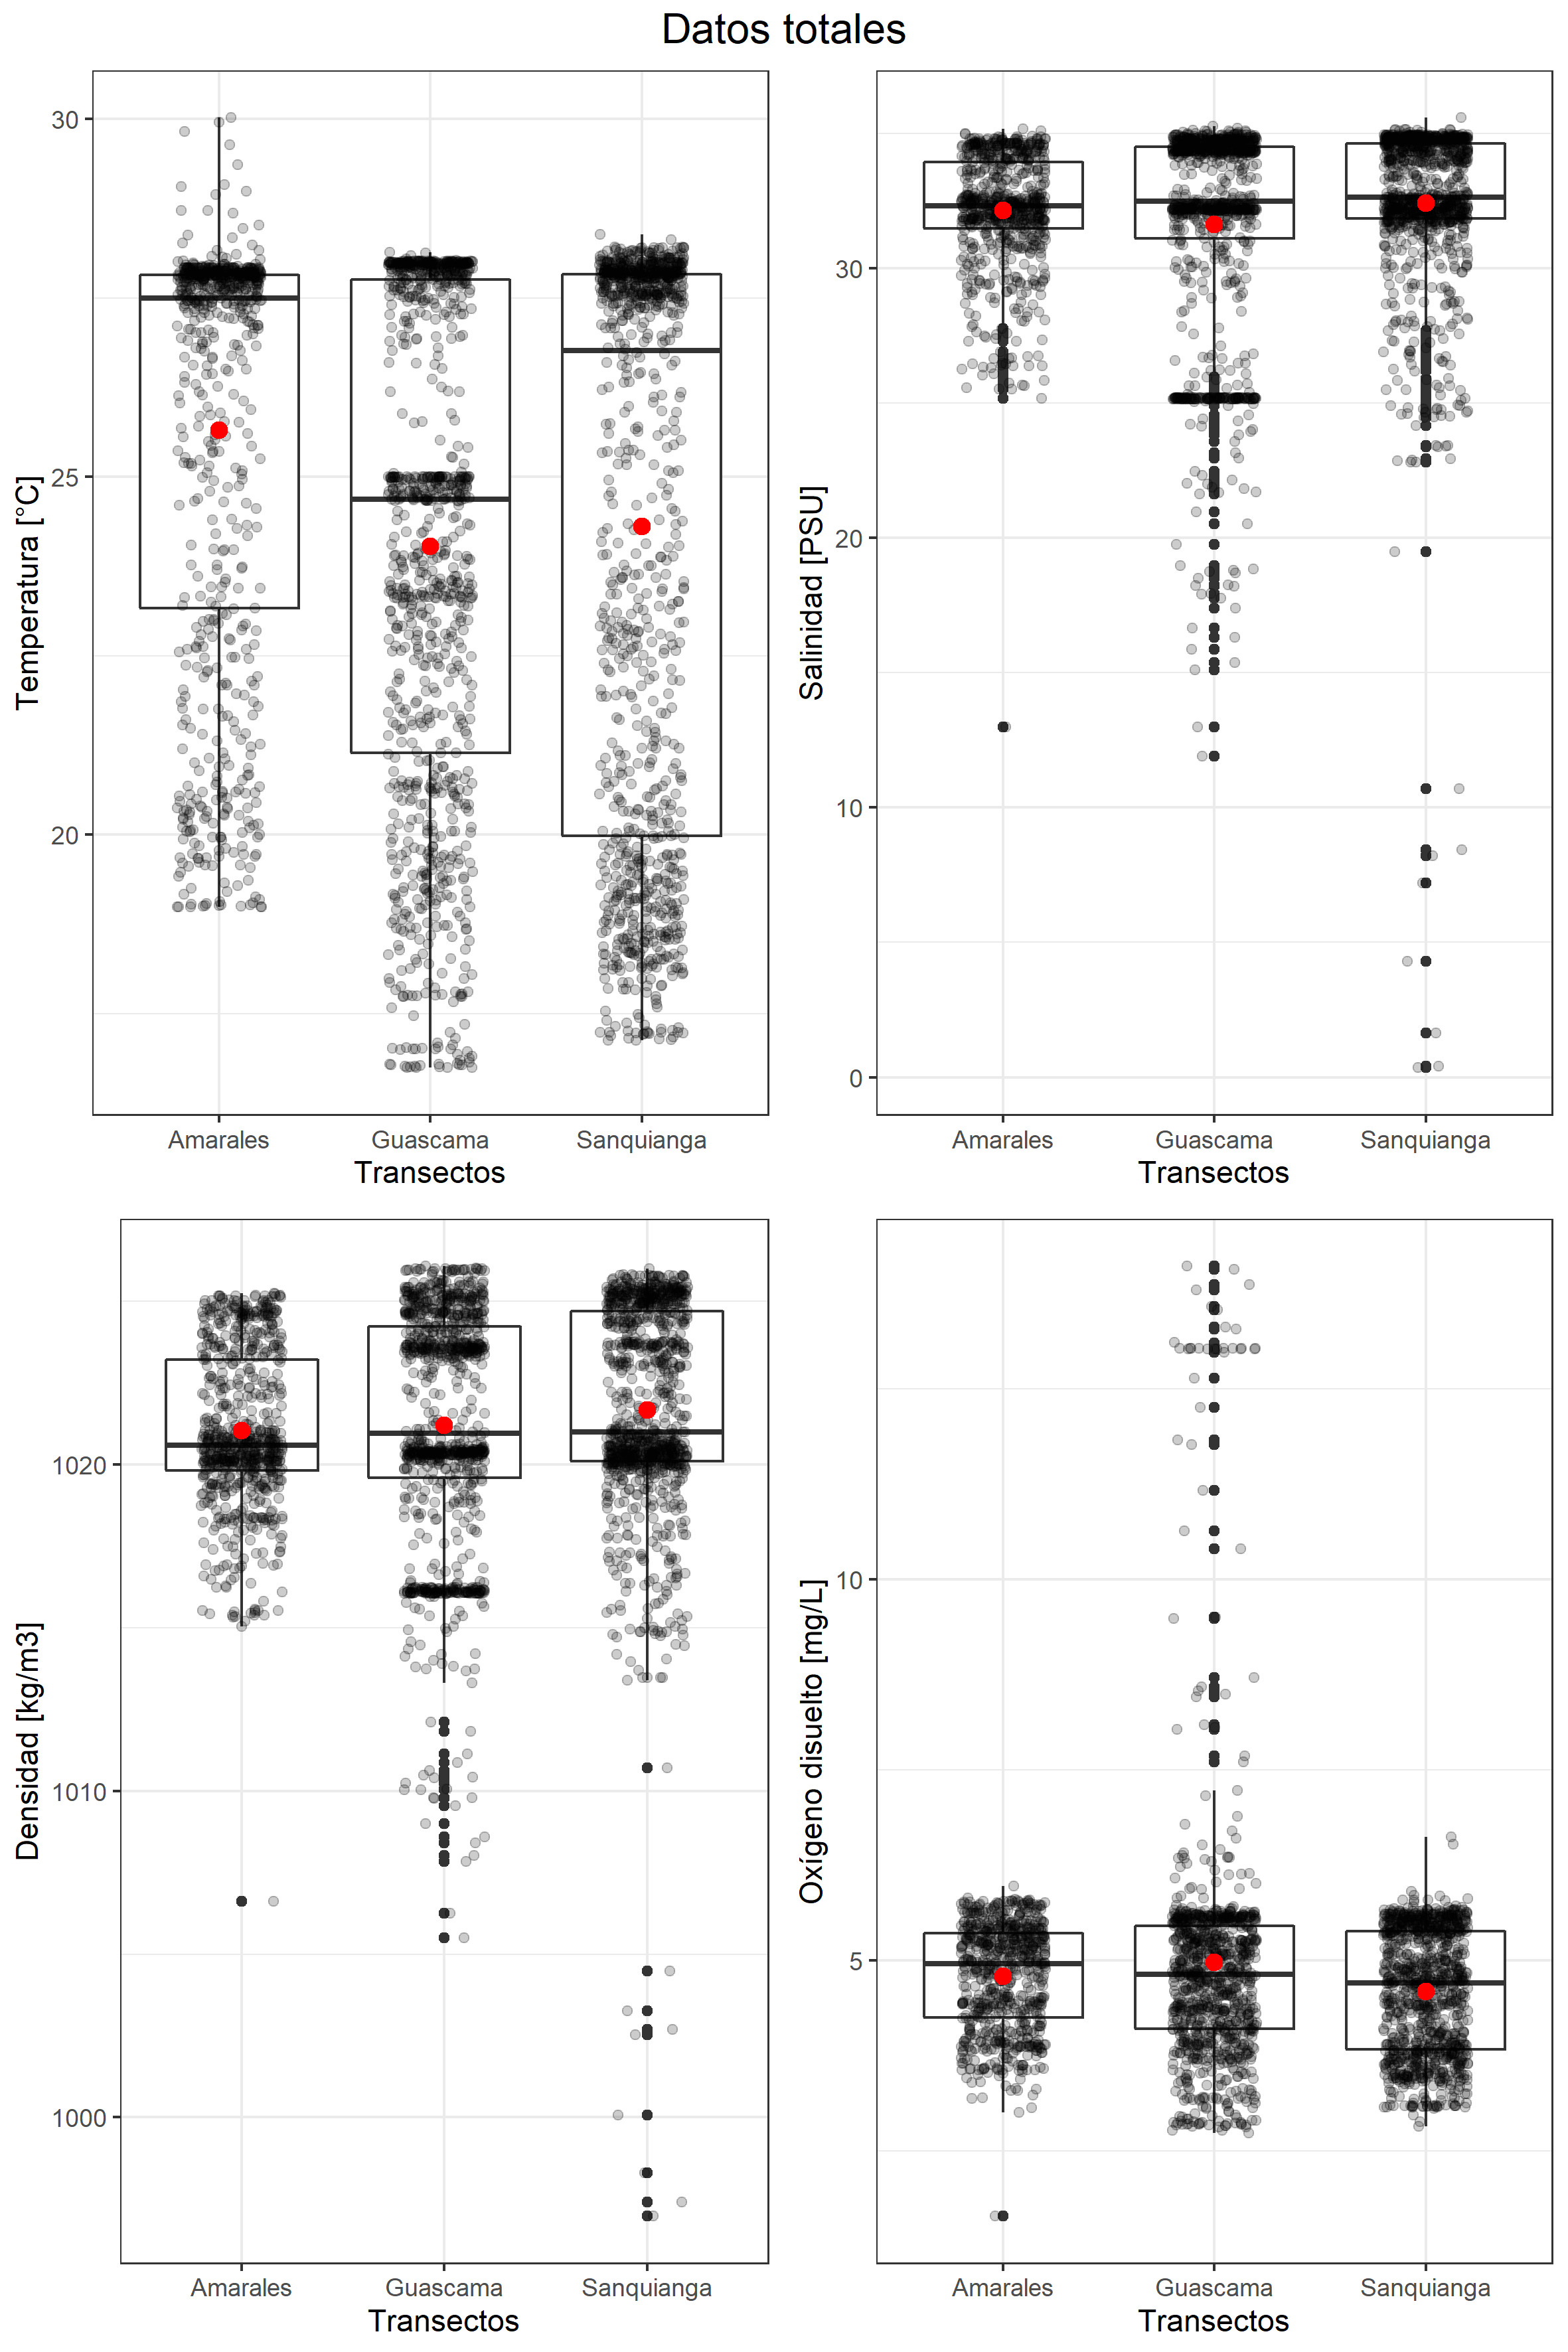 Datos totales
Temperatura [°C]
30
25
20
Amarales Guascama Sanquianga
Transectos
Salinidad [PSU]
30
20
10
0
Amarales Guascama Sanquianga
Transectos
Densidad [kg/m3]
1020
1010
1000
Amarales Guascama Sanquianga
Transectos
Oxígeno disuelto [mg/L]
10
5
Amarales Guascama Sanquianga
Transectos